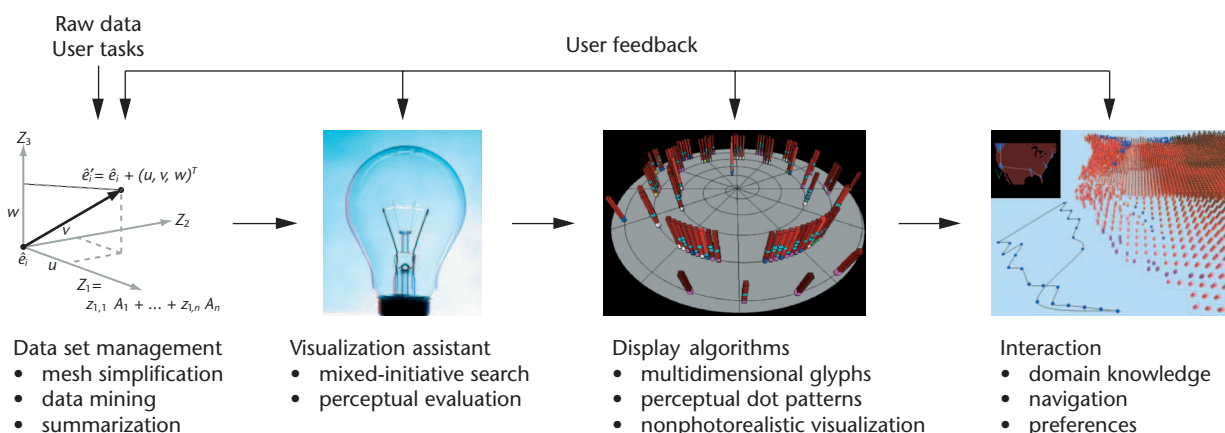 Raw data
User tasks
User feedback
Z3
ê′i = êi + (u, v, w)T
w
v
Z2
êi
u
Z1 =
z1,1 A1 + ... + z1,n An
Data set management
• mesh simplification
• data mining
• summarization
Visualization assistant
• mixed-initiative search
• perceptual evaluation
Display algorithms
• multidimensional glyphs
• perceptual dot patterns
• nonphotorealistic visualization
Interaction
• domain knowledge
• navigation
• preferences